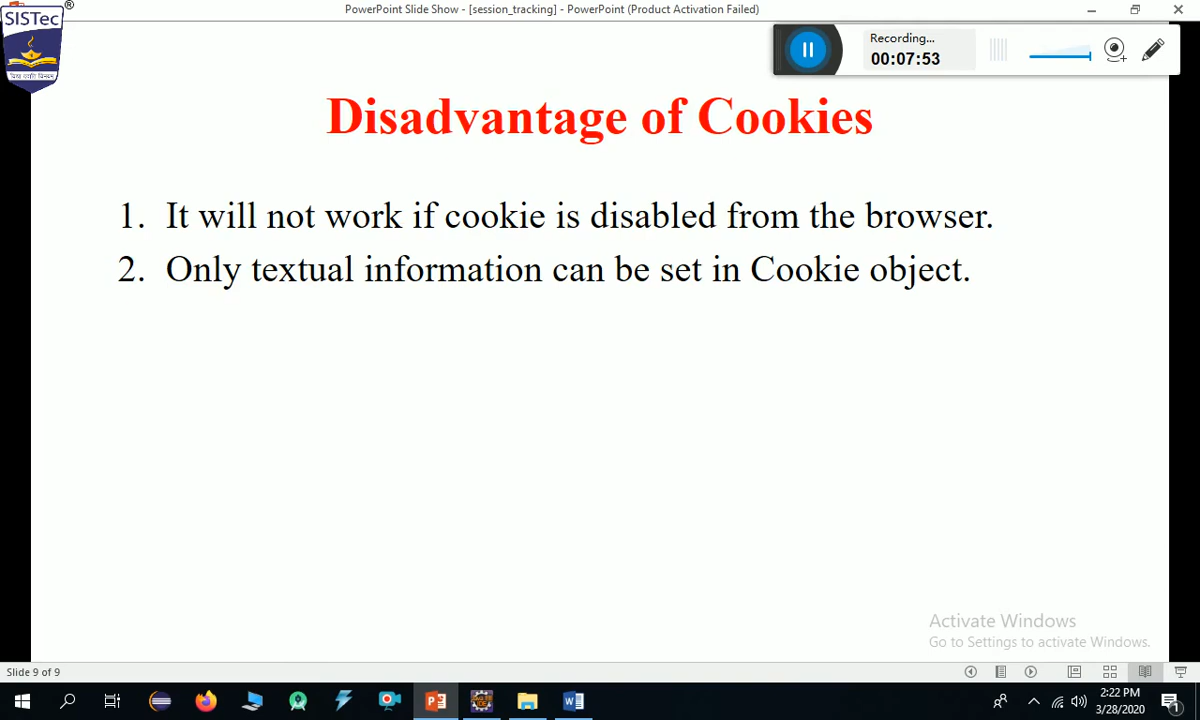 SISTec
®
PowerPoint Slide Show - [session_tracking] - PowerPoint (Product Activation Failed)
Recording...
00:07:53
Disadvantage of Cookies
1. It will not work if cookie is disabled from the browser.
2. Only textual information can be set in Cookie object.
Activate Windows
Go to Settings to activate Windows.
Slide 9 of 9
2:22 PM
3/28/2020
1